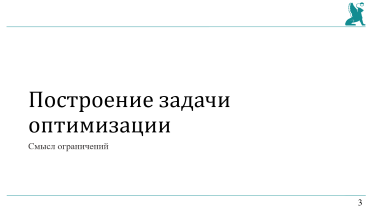 Построение задачи
оптимизации
Смысл ограничений
3